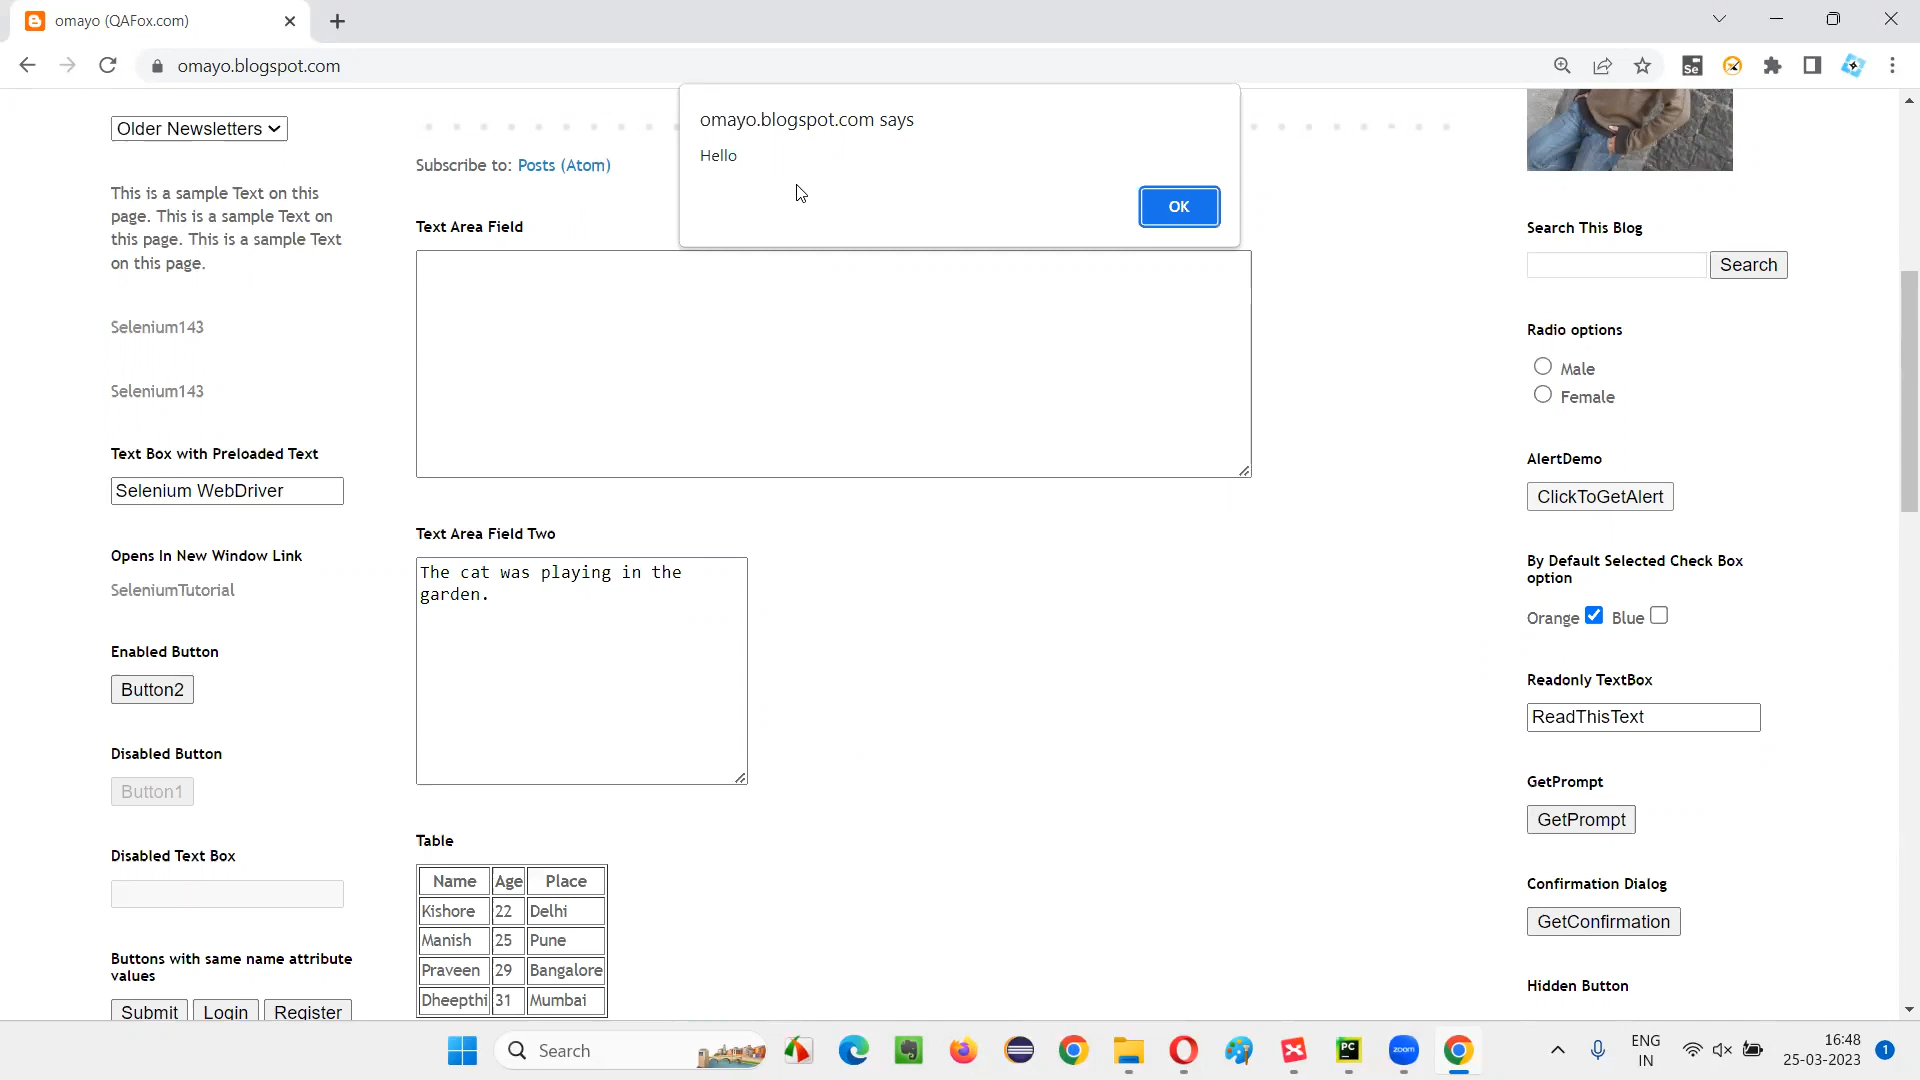 omayo (QAFox.com)
omayo.blogspot.com
Se
omayo.blogspot.com says
Hello
OK
Older Newsletters
This is a sample Text on this
page. This is a sample Text on
this page. This is a sample Text
on this page.
Selenium143
Selenium143
Text Box with Preloaded Text
Selenium WebDriver
Opens In New Window Link
SeleniumTutorial
Enabled Button
Button2
Disabled Button
Button1
Disabled Text Box
Buttons with same name attribute
values
Submit Login Register
Subscribe to: Posts (Atom)
Text Area Field
Text Area Field Two
The cat was playing in the
garden.
Table
Name Age Place
Kishore 22 Delhi
Manish 25 Pune
Praveen 29 Bangalore
Dheepthi 31 Mumbai
Search This Blog
Search
Radio options
Male
Female
AlertDemo
ClickToGetAlert
By Default Selected Check Box
option
Orange Blue
Readonly TextBox
ReadThisText
GetPrompt
GetPrompt
Confirmation Dialog
GetConfirmation
Hidden Button
Search
PC
zoom
ENG
IN
16:48
25-03-2023
1